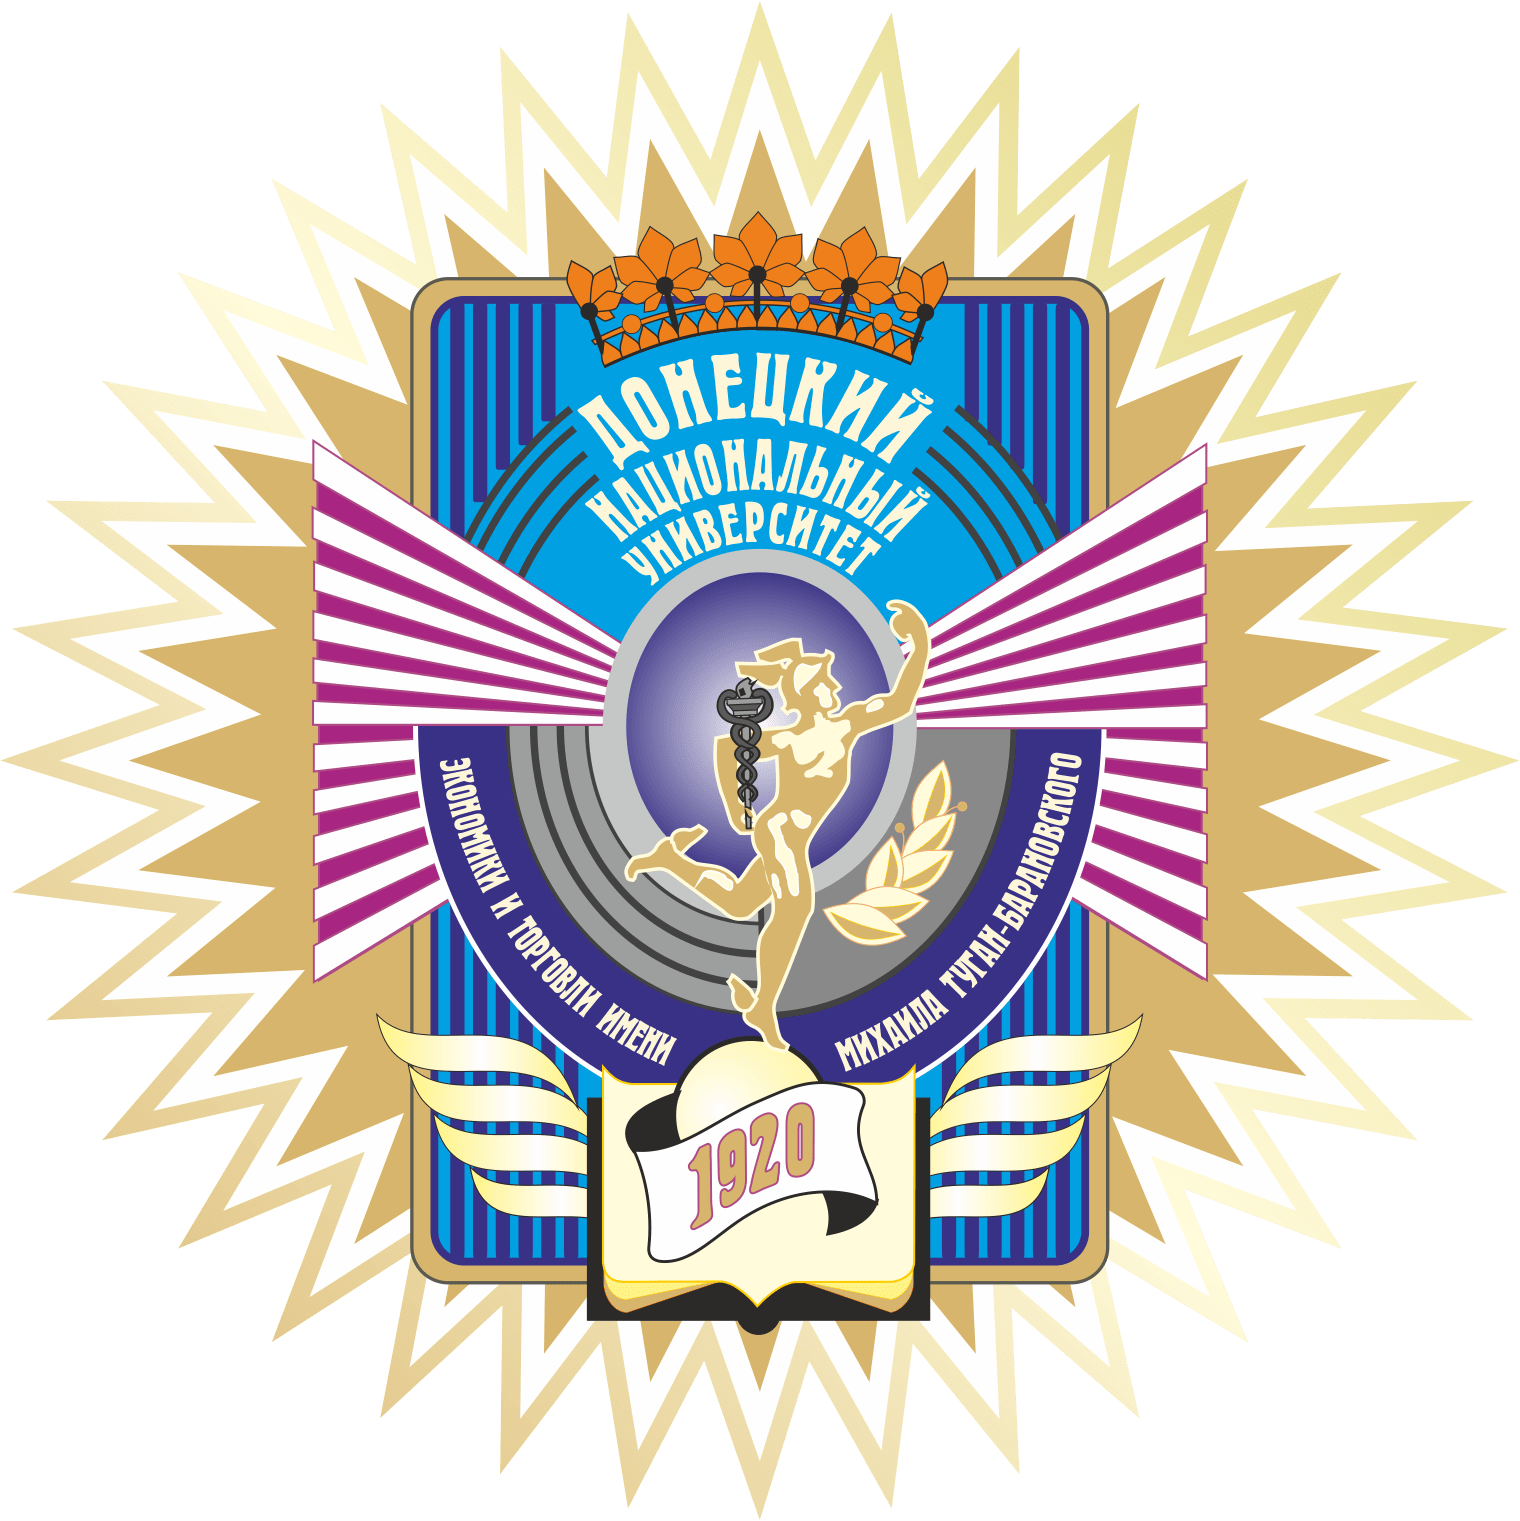 ДОНЕЦКИЙ
НАЦИОНАЛЬНЫЙ
УНИВЕРСИТЕТ
ЭКОНОМИКИ И ТОРГОВЛИ ИМЕНИ
МИХАИЛА ТУГАН-БАРАНОВСКОГО
1920